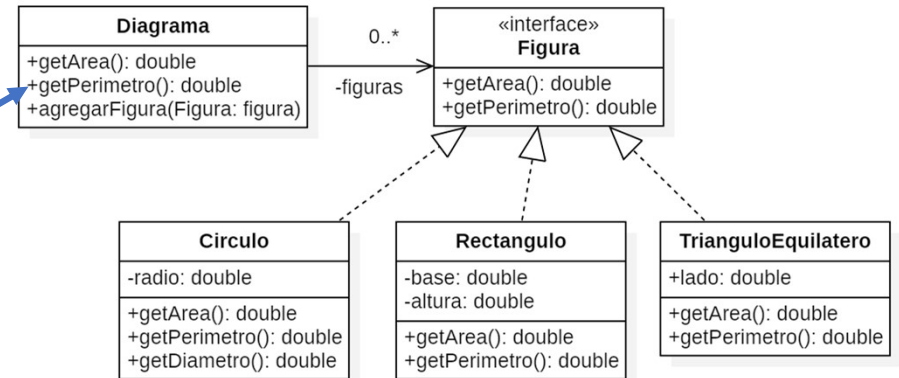 Diagrama
+getArea(): double
+getPerimetro(): double
+agregarFigura(Figura: figura)
0..*
-figuras
«interface»
Figura
+getArea(): double
+getPerimetro(): double
Circulo
-radio: double
+getArea(): double
+getPerimetro(): double
+getDiametro(): double
Rectangulo
-base: double
-altura: double
+getArea(): double
+getPerimetro(): double
TrianguloEquilatero
+lado: double
+getArea(): double
+getPerimetro(): double